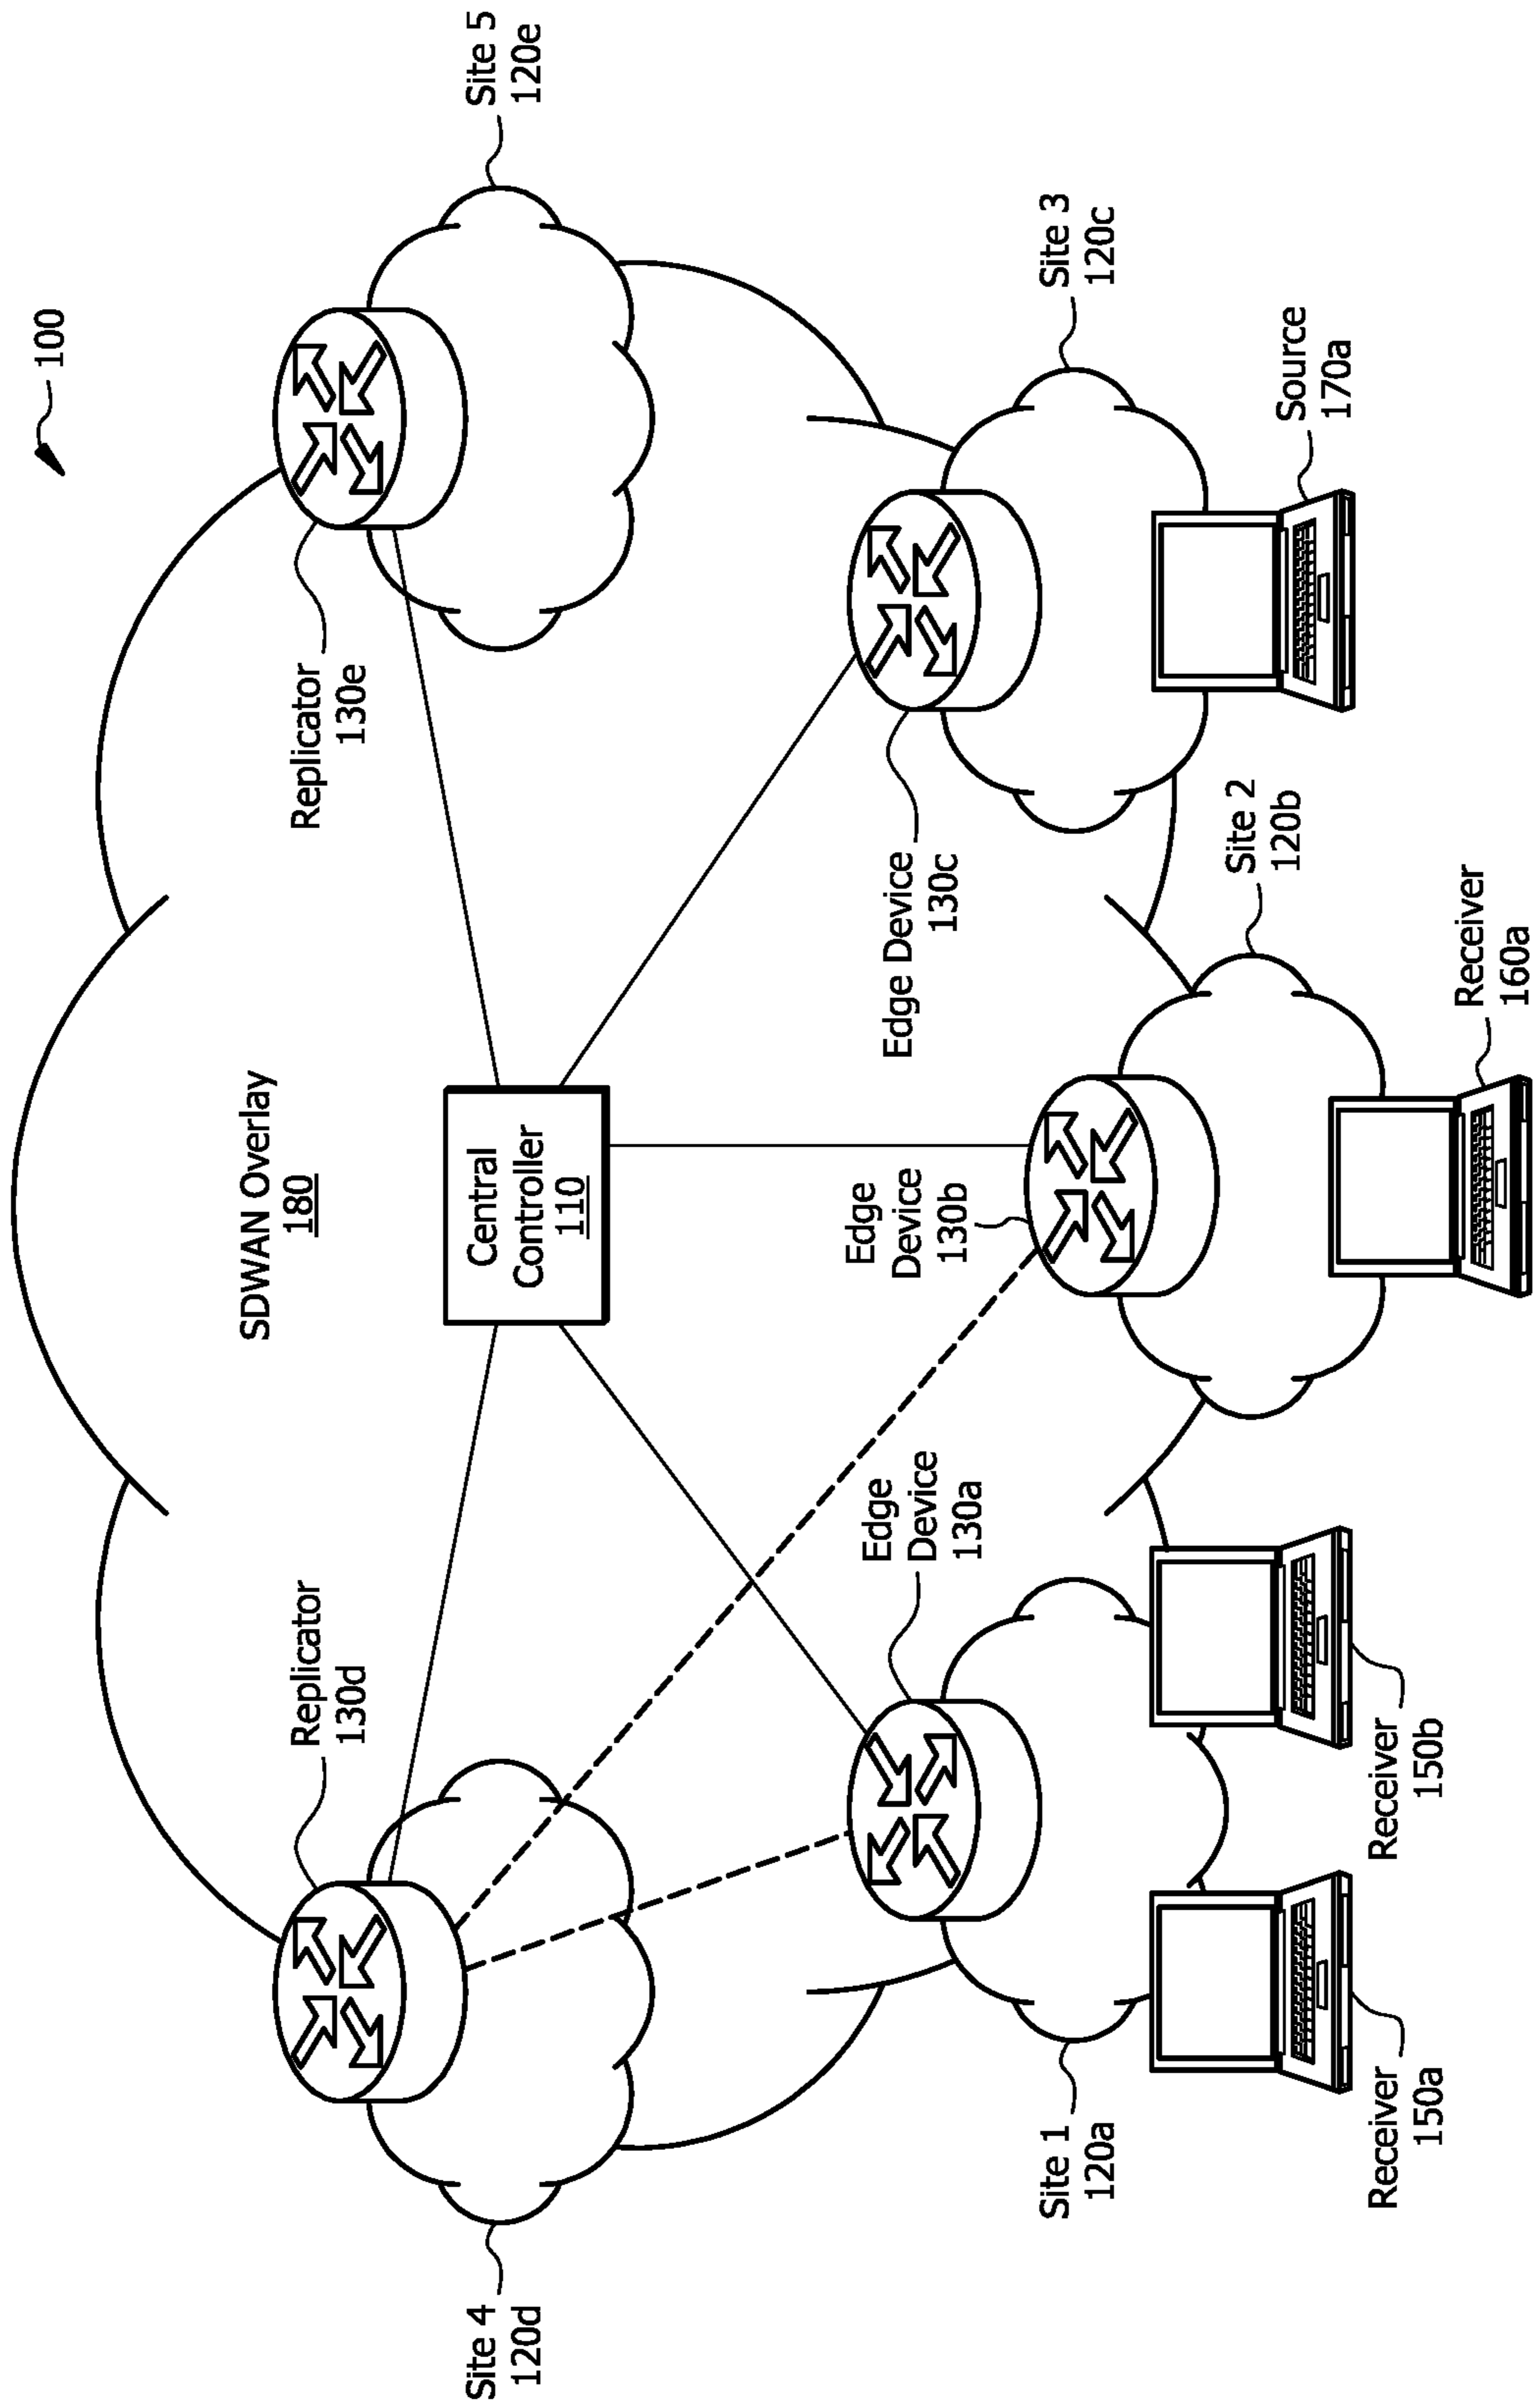 100
SDWAN Overlay
180
Site 4
120d
Replicator
130d
Central
Controller
110
Replicator
130e
Site 5
120e
Site 1
120a
Edge
Device
130a
Edge
Device
130b
Edge Device
130c
Site 3
120c
Site 2
120b
Source
170a
Receiver
150a
Receiver
150b
Receiver
160a